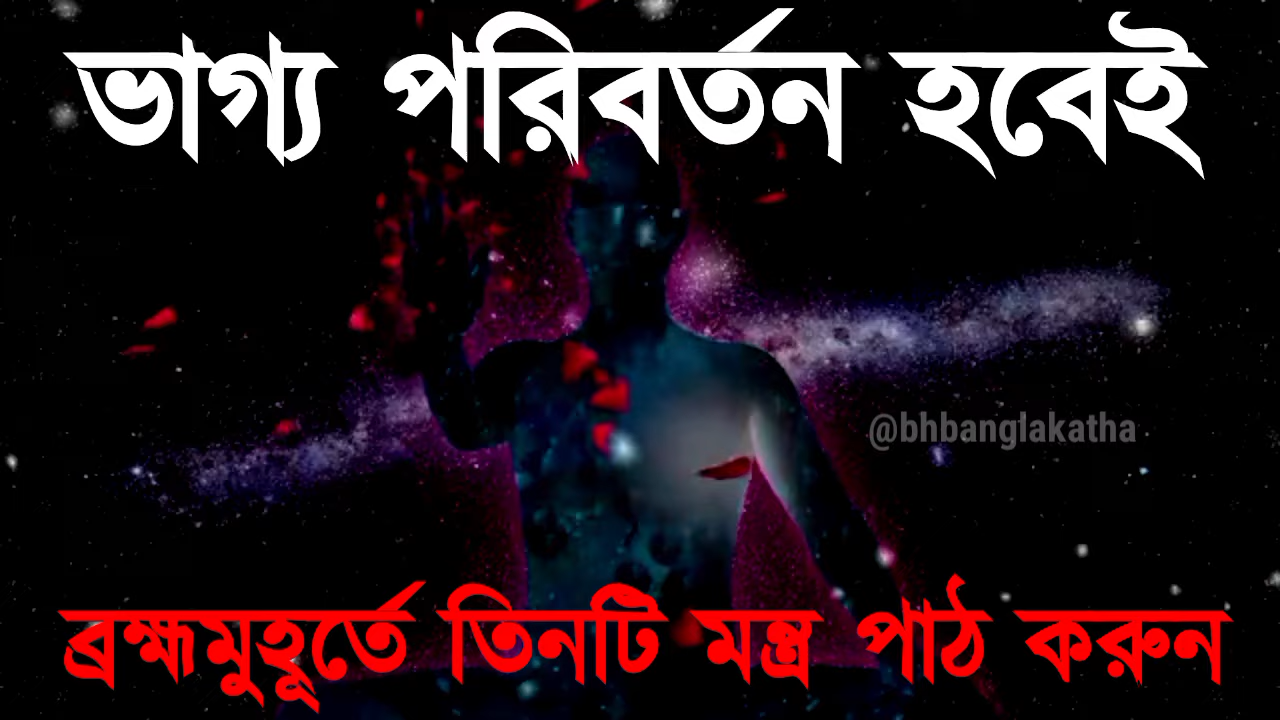 ভাগ্য পরিবর্তন হবেই
@bhbanglakatha
ব্রহ্মমুহূর্তে তিনটি মন্ত্র পাঠ করুন